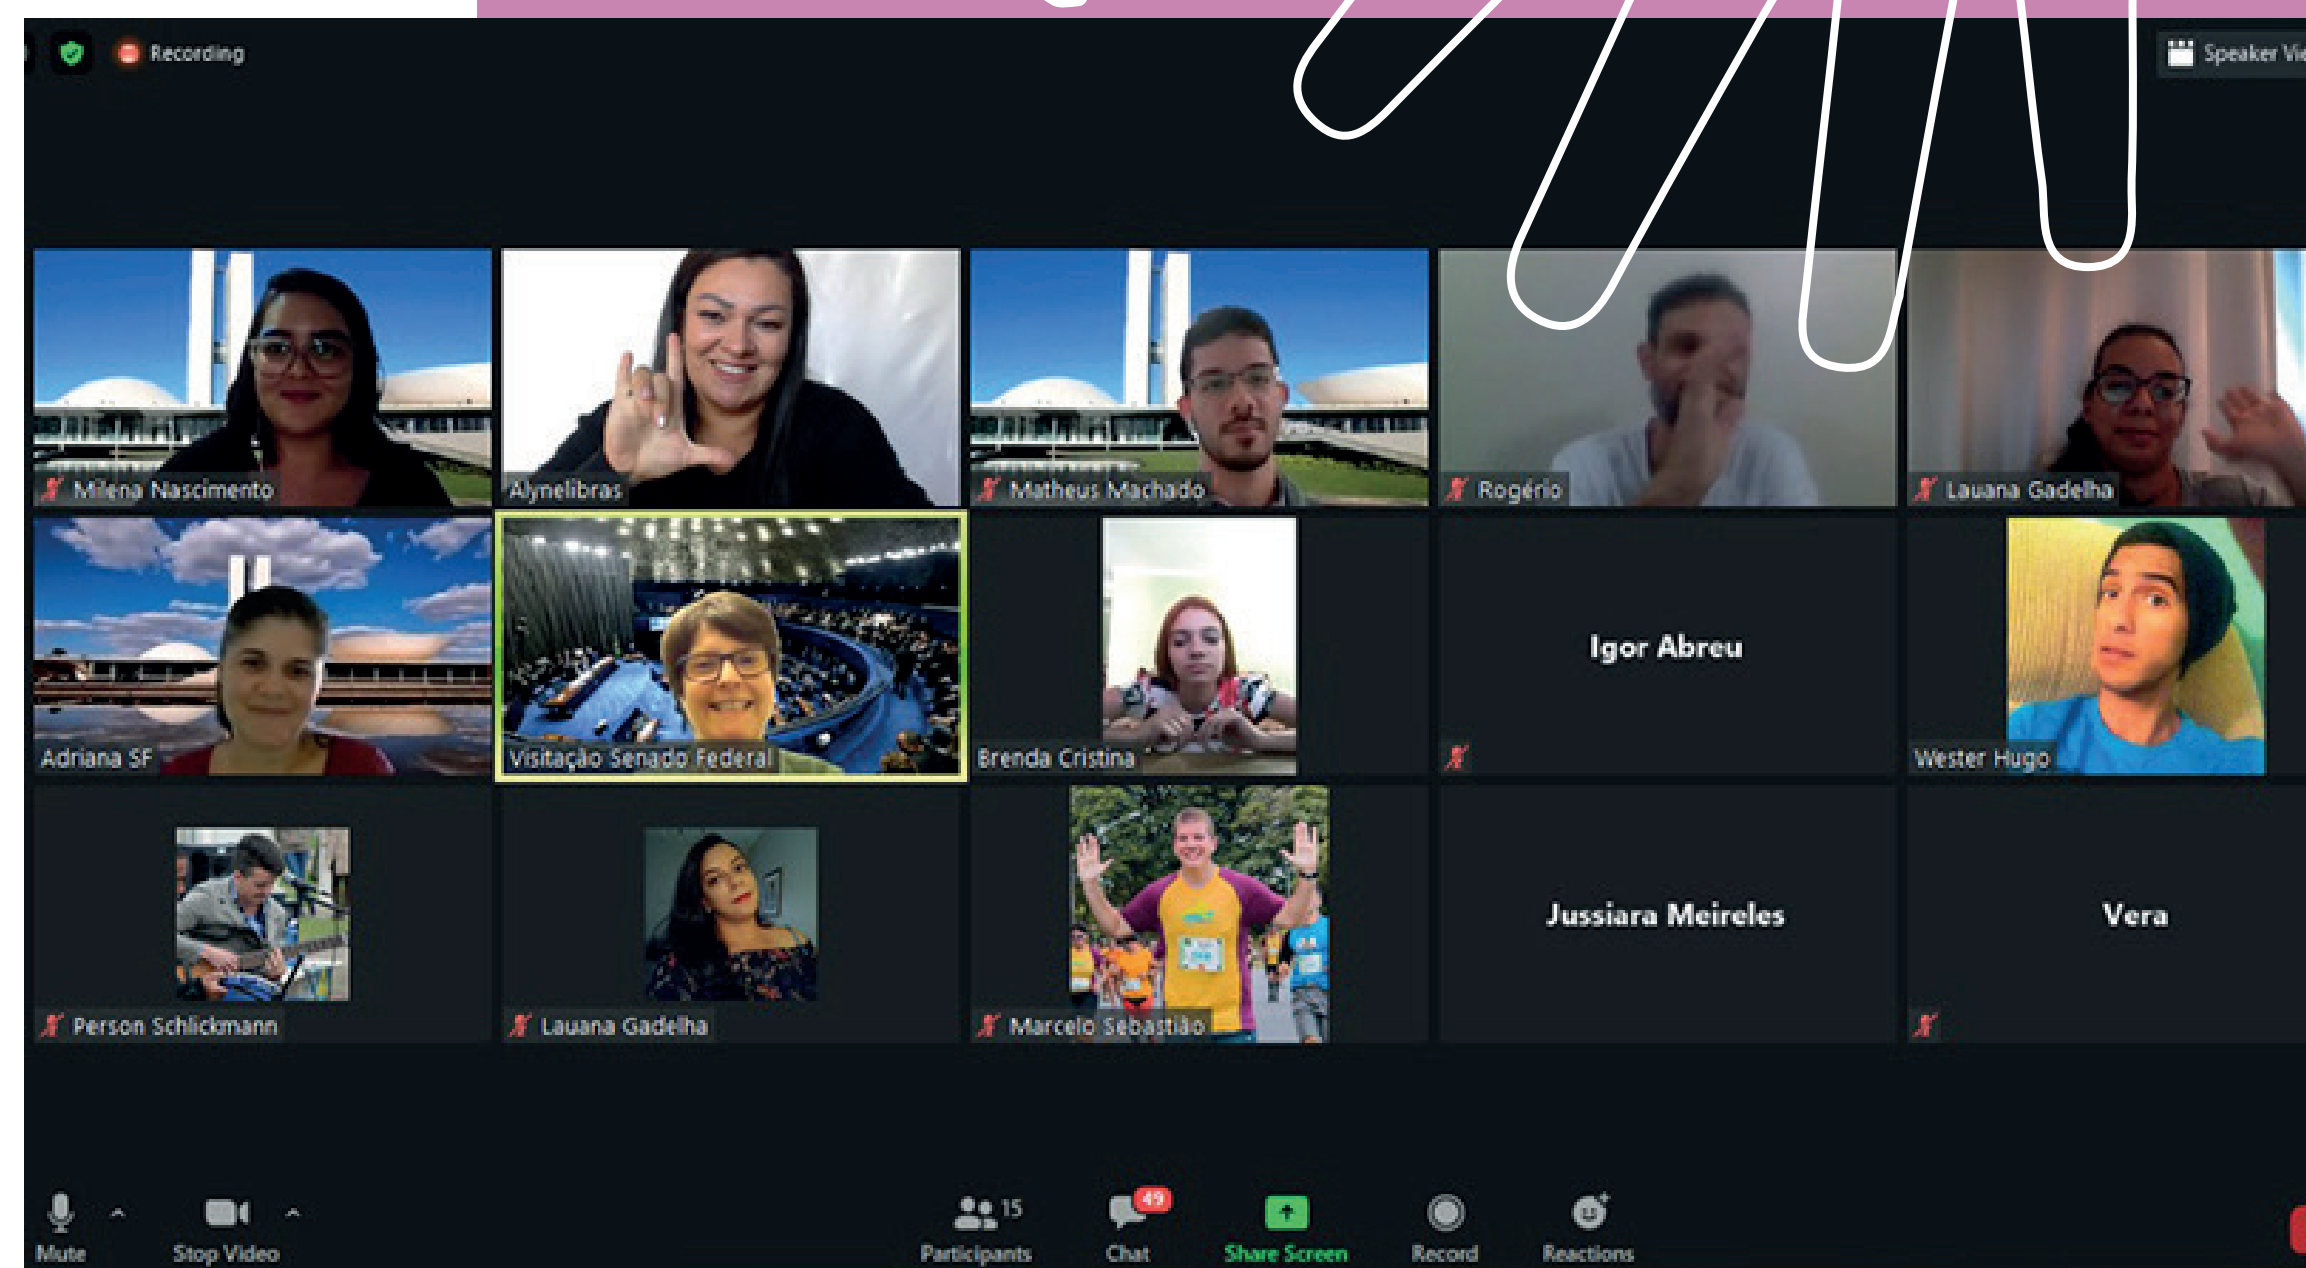 Recording
Speaker Vie
Milena Nascimento
Alynelibras
Matheus Machado
Rogério
Lauana Gadelha
Adriana SF
Visitação Senado Federal
Brenda Cristina
Igor Abreu
Wester Hugo
Person Schlickmann
Lauana Gadelha
Marcelo Sebastião
Jussiara Meireles
Vera
Mute
Stop Video
Participants
15
Chat
49
Share Screen
Record
Reactions